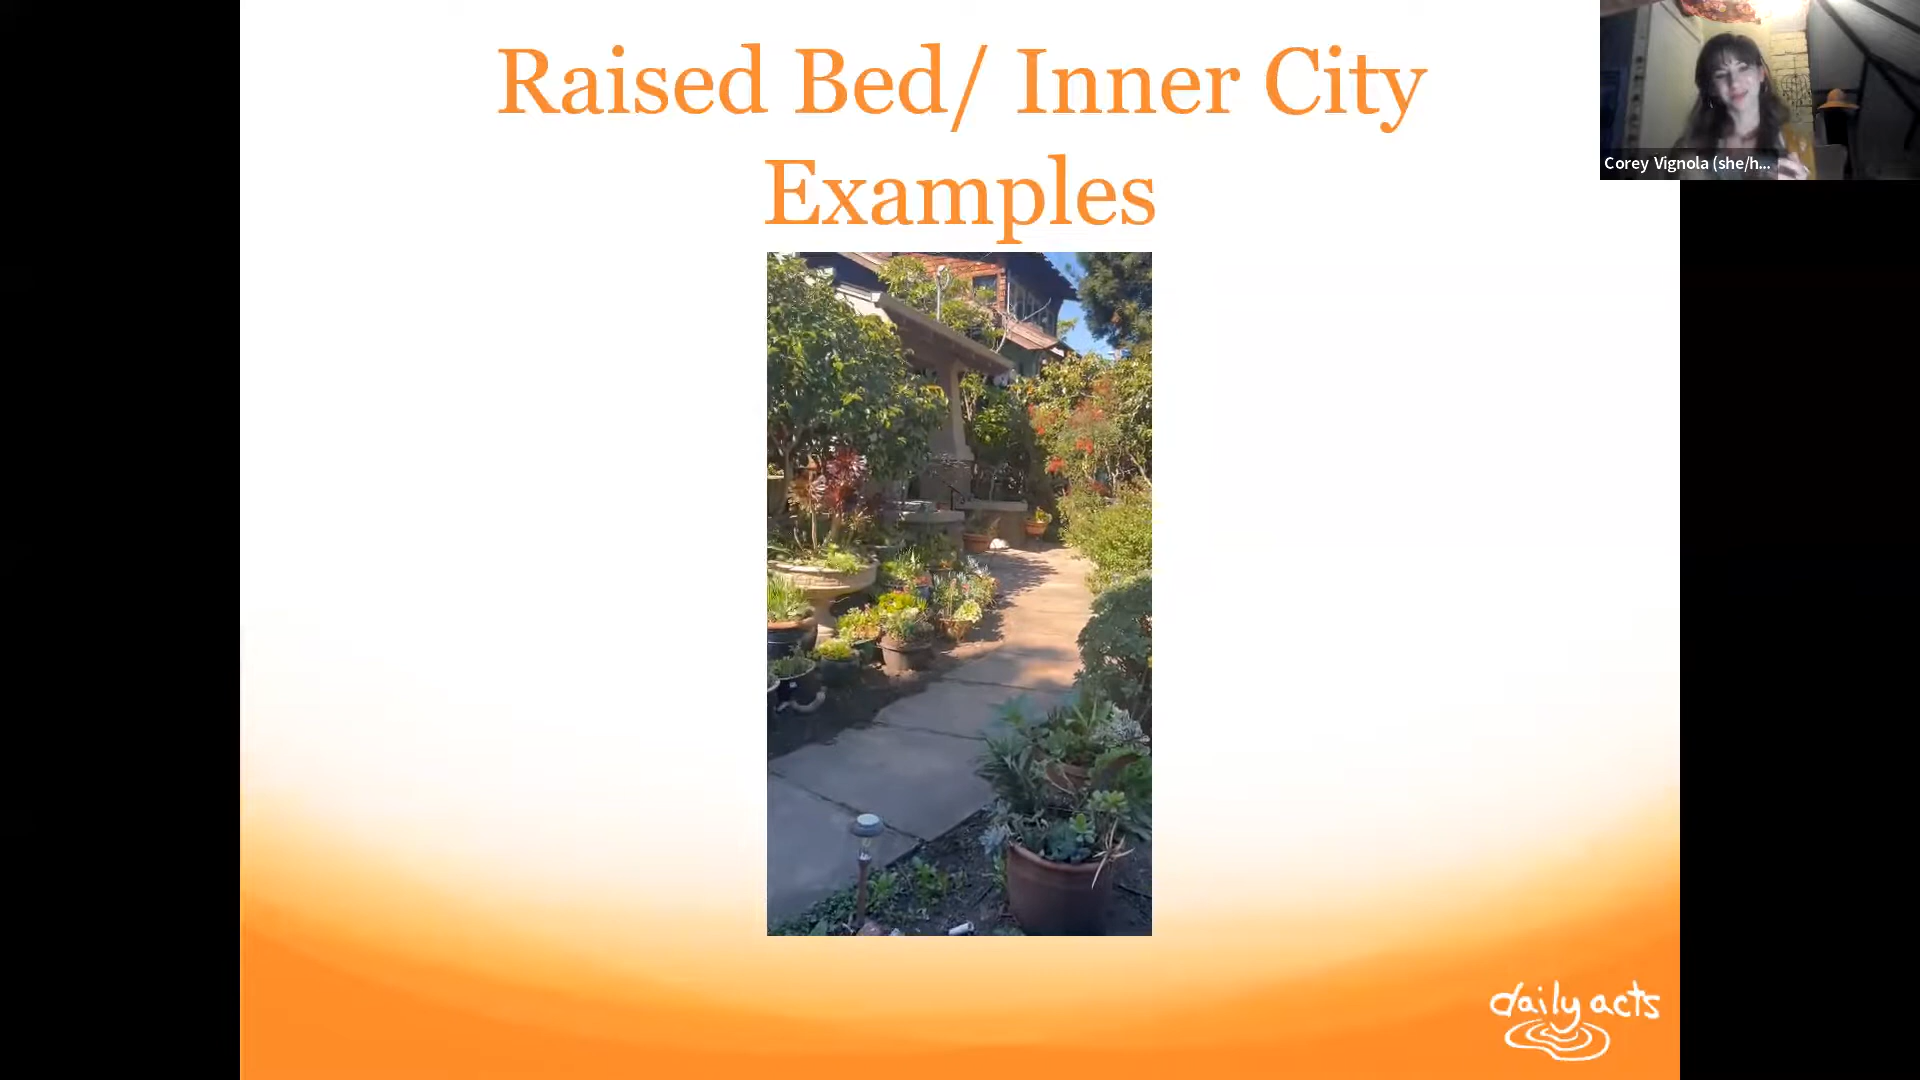 Raised Bed/ Inner City
Examples
Corey Vignola (she/h...
daily acts